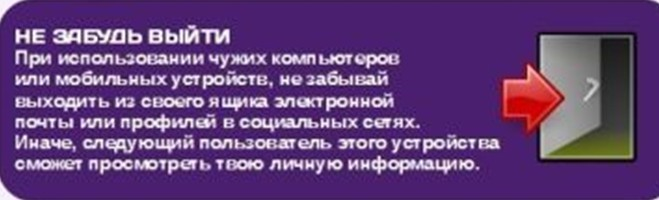 НЕ ЗАБУДЬ ВЫЙТИ
При использовании чужих компьютеров
или мобильных устройств, не забывай
выходить из своего ящика электронной
почты или профилей в социальных сетях.
Иначе, следующий пользователь этого устройства
сможет просмотреть твою личную информацию.